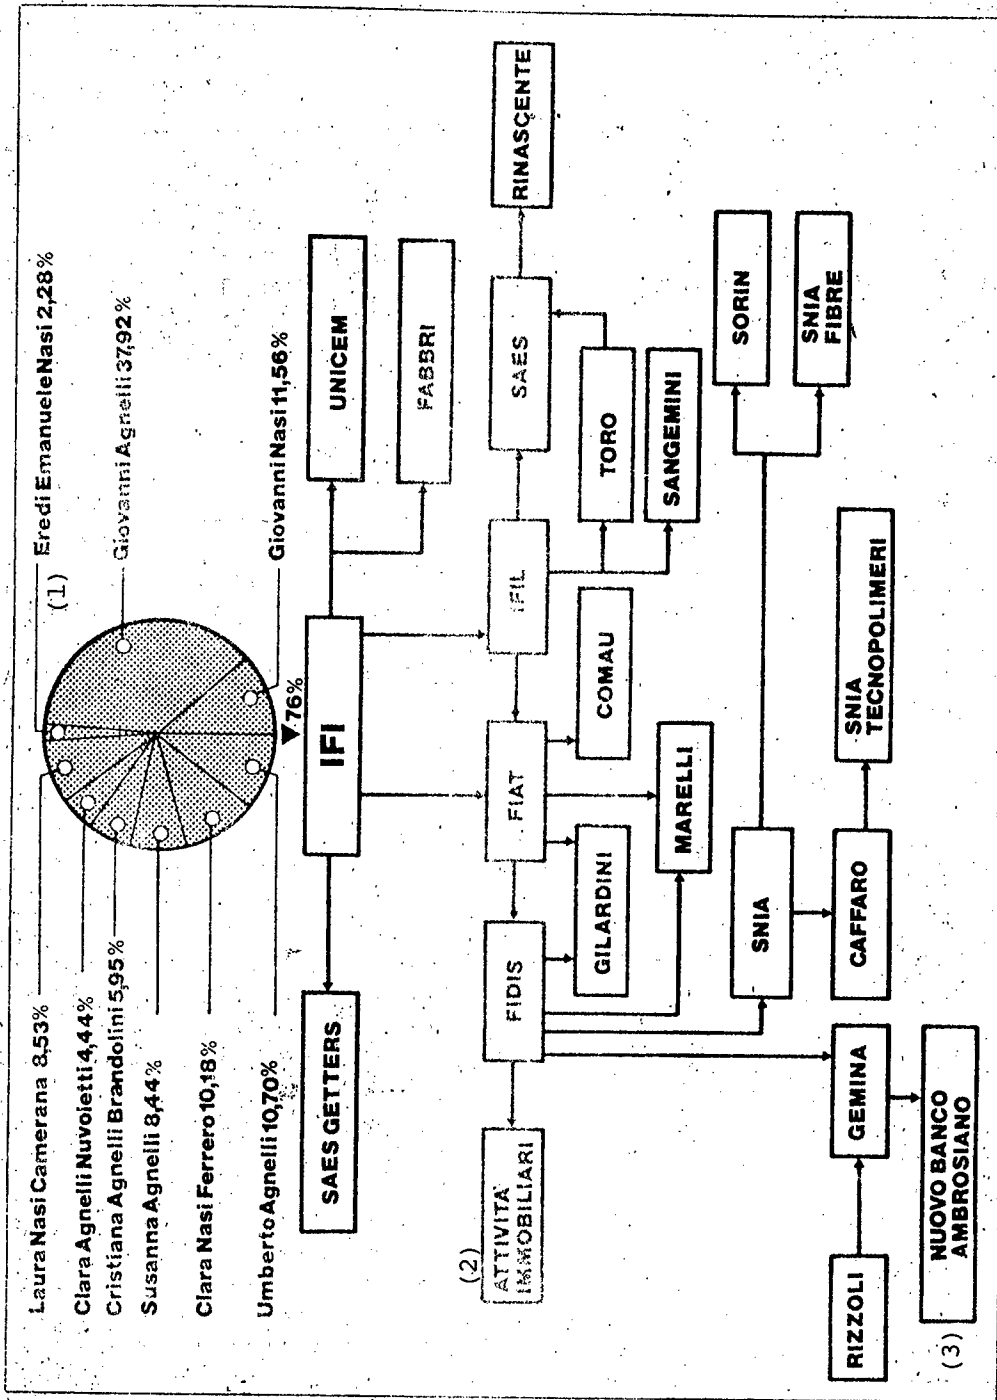 Laura Nasi Camerana 8,53%
Clara Agnelli Nuvoletti 4,44%
Cristiana Agnelli Brandolini 5,95%
Susanna Agnelli 8,44%
Clara Nasi Ferrero 10,18%
Umberto Agnelli 10,70%
Eredi Emanuele Nasi 2,28%
(1)
Giovanni Agnelli 37,92%
Giovanni Nasi 11,56%
76%
SAES GETTERS
IFI
UNICEM
FABBRI
(2)
ATTIVITA
IMMOBILIARI
FIDIS
FIAT
IFIL
SAES
RINASCENTE
GILARDINI
COMAU
TORO
MARELLI
SANGEMINI
SNIA
SORIN
SNIA
FIBRE
RIZZOLI
GEMINA
CAFFARO
SNIA
TECNOPOLIMERI
(3)
NUOVO BANCO
AMBROSIANO